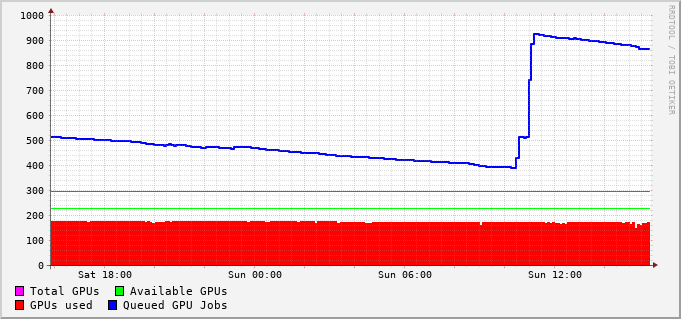 1000
900
800
700
600
500
400
300
200
100
0
Sat 18:00 Sun 00:00 Sun 06:00 Sun 12:00
Total GPUs Available GPUs
GPUs used Queued GPU Jobs
RRDTOOL / TOBI OETIKER